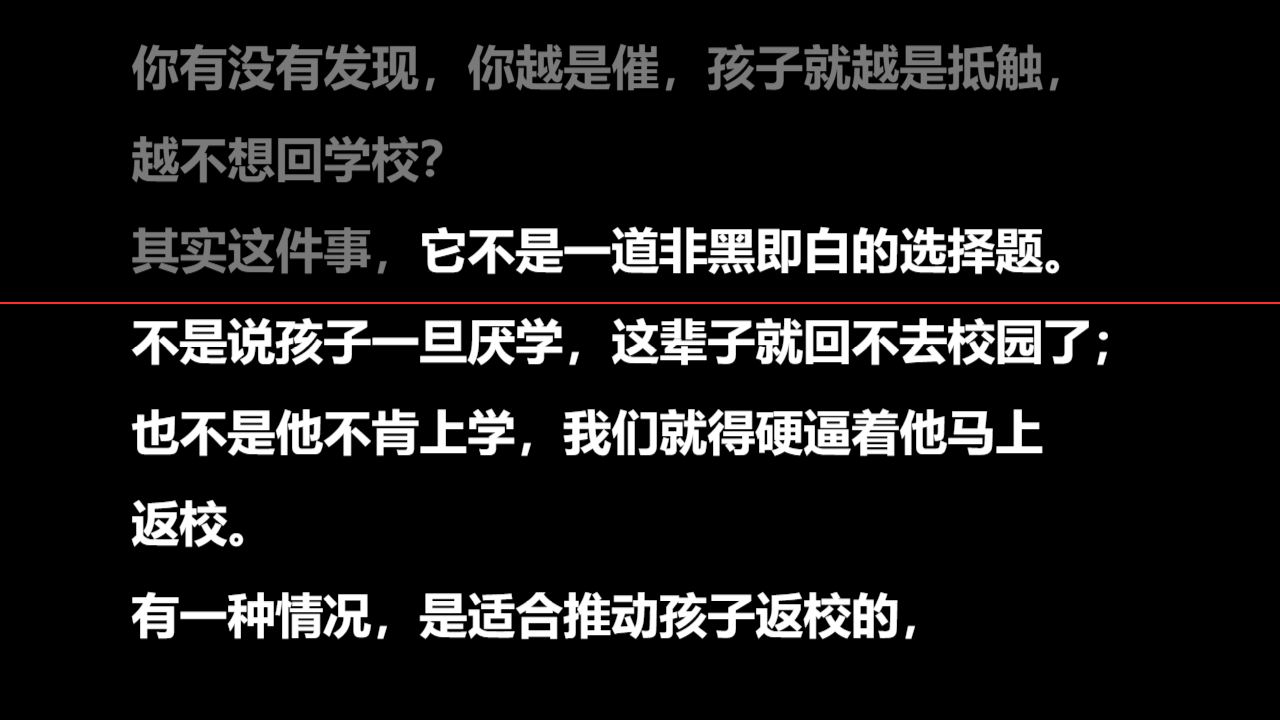 你有没有发现，你越是催，孩子就越是抵触，
越不想回学校？
其实这件事，它不是一道非黑即白的选择题。
不是说孩子一旦厌学，这辈子就回不去校园了；
也不是他不肯上学，我们就得硬逼着他马上
返校。
有一种情况，是适合推动孩子返校的，